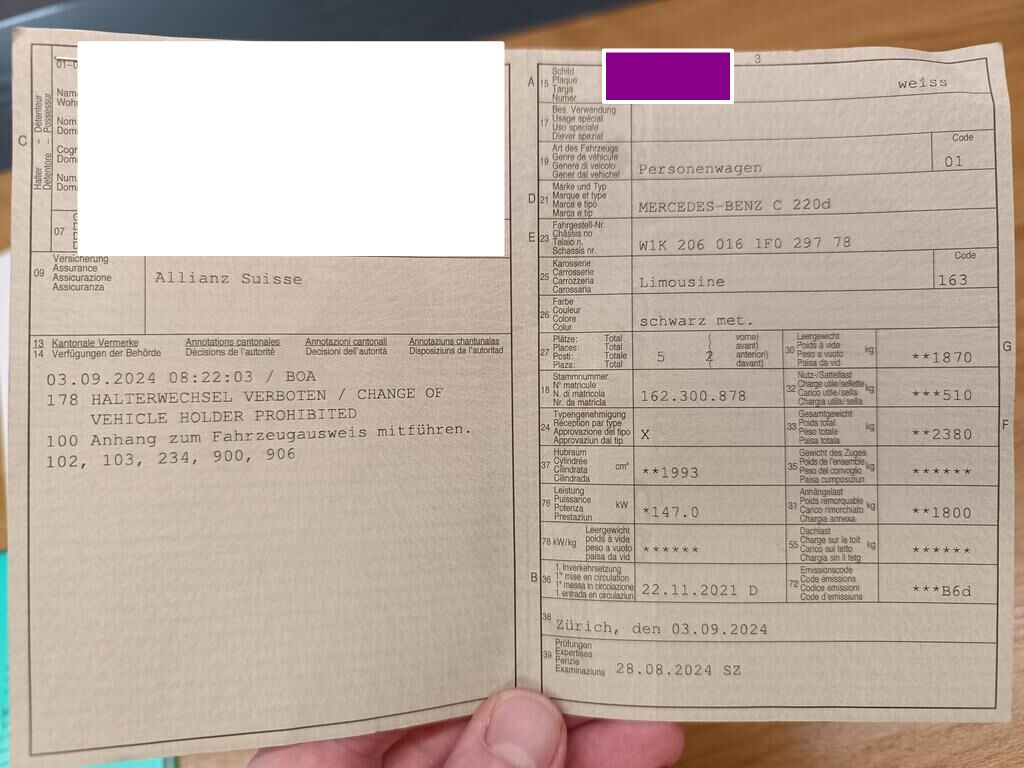 C
Halter Detenteur
Detentore – Possessur
01-0
Nom.
07
09
Versicherung
Assurance
Assicurazione
Assicuranza
Allianz Suisse
13 Kantonale Vermerke Annotations cantonales Annotazioni cantonali Annotaziuns chantunalas
14 Verfügungen der Behörde Décisions de l'autorité Decisioni dell'autorità Disposiziuns da l'autoritad
03.09.2024 08:22:03 / BOA
178 HALTERWECHSEL VERBOTEN / CHANGE OF
VEHICLE HOLDER PROHIBITED
100 Anhang zum Fahrzeugausweis mitführen.
102, 103, 234, 900, 906
3
A 15
Schild
Plaque
Targa
Numer
weiss
17
Bes. Verwendung
Usage spécial
Uso speciale
Diever spezial
19
Art des Fahrzeugs
Genre de véhicule
Genere di veicolo
Gener dal vehichel
Personenwagen
Code
01
D 21
Marke und Typ
Marque et type
Marca e tipo
Marca e tip
MERCEDES-BENZ C 220d
E 23
Fahrgestell-Nr.
Châssis no
Telaio n.
Schassis nr.
W1K 206 016 1F0 297 78
25
Karosserie
Carrosserie
Carrozzeria
Carossaria
Limousine
Code
163
26
Farbe
Couleur
Colore
Colur
schwarz met.
27
Plätze: Total ( vorne)
Places: Total ( avant)
Posti: Totale ( anteriori)
Plazs: Total ( davant)
5 2
30
Leergewicht
Poids à vide
Peso a vuoto
Paisa da vid
kg
**1870
G
18
Stammnummer
N° matricule
N. di matricola
Nr. da matricla
162.300.878
32
Nutz-/Sattellast
Charge utile/sellette
Carico utile/sella
Chargia utila/sella
kg
***510
24
Typengenehmigung
Réception par type
Approvazione del tipo
Approvaziun dal tip
X
33
Gesamtgewicht
Poids total
Peso totale
Paisa totala
kg
**2380
F
37
Hubraum
Cylindrée
Cilindrata
Cilindrada
cm³
**1993
35
Gewicht des Zuges
Poids de l'ensemble
Peso del convoglio
Paisa cumposiziun
kg
******
76
Leistung
Puissance
Potenza
Prestaziun
kW
*147.0
31
Anhängelast
Poids remorquable
Carico rimorchiato
Chargia annexa
kg
**1800
78 kW/kg
Leergewicht
poids à vide
peso a vuoto
paisa da vid
******
55
Dachlast
Charge sur le toit
Carico sul tetto
Chargia sin il tetg
kg
******
B 36
1. Inverkehrsetzung
1re mise en circulation
1a messa in circolazione
1. entrada en circulaziun
22.11.2021 D
72
Emissionscode
Code émissions
Codice emissioni
Code d'emissiuns
***B6d
38
Zürich, den 03.09.2024
39
Prüfungen
Expertises
Perizie
Examinaziuns
28.08.2024 SZ